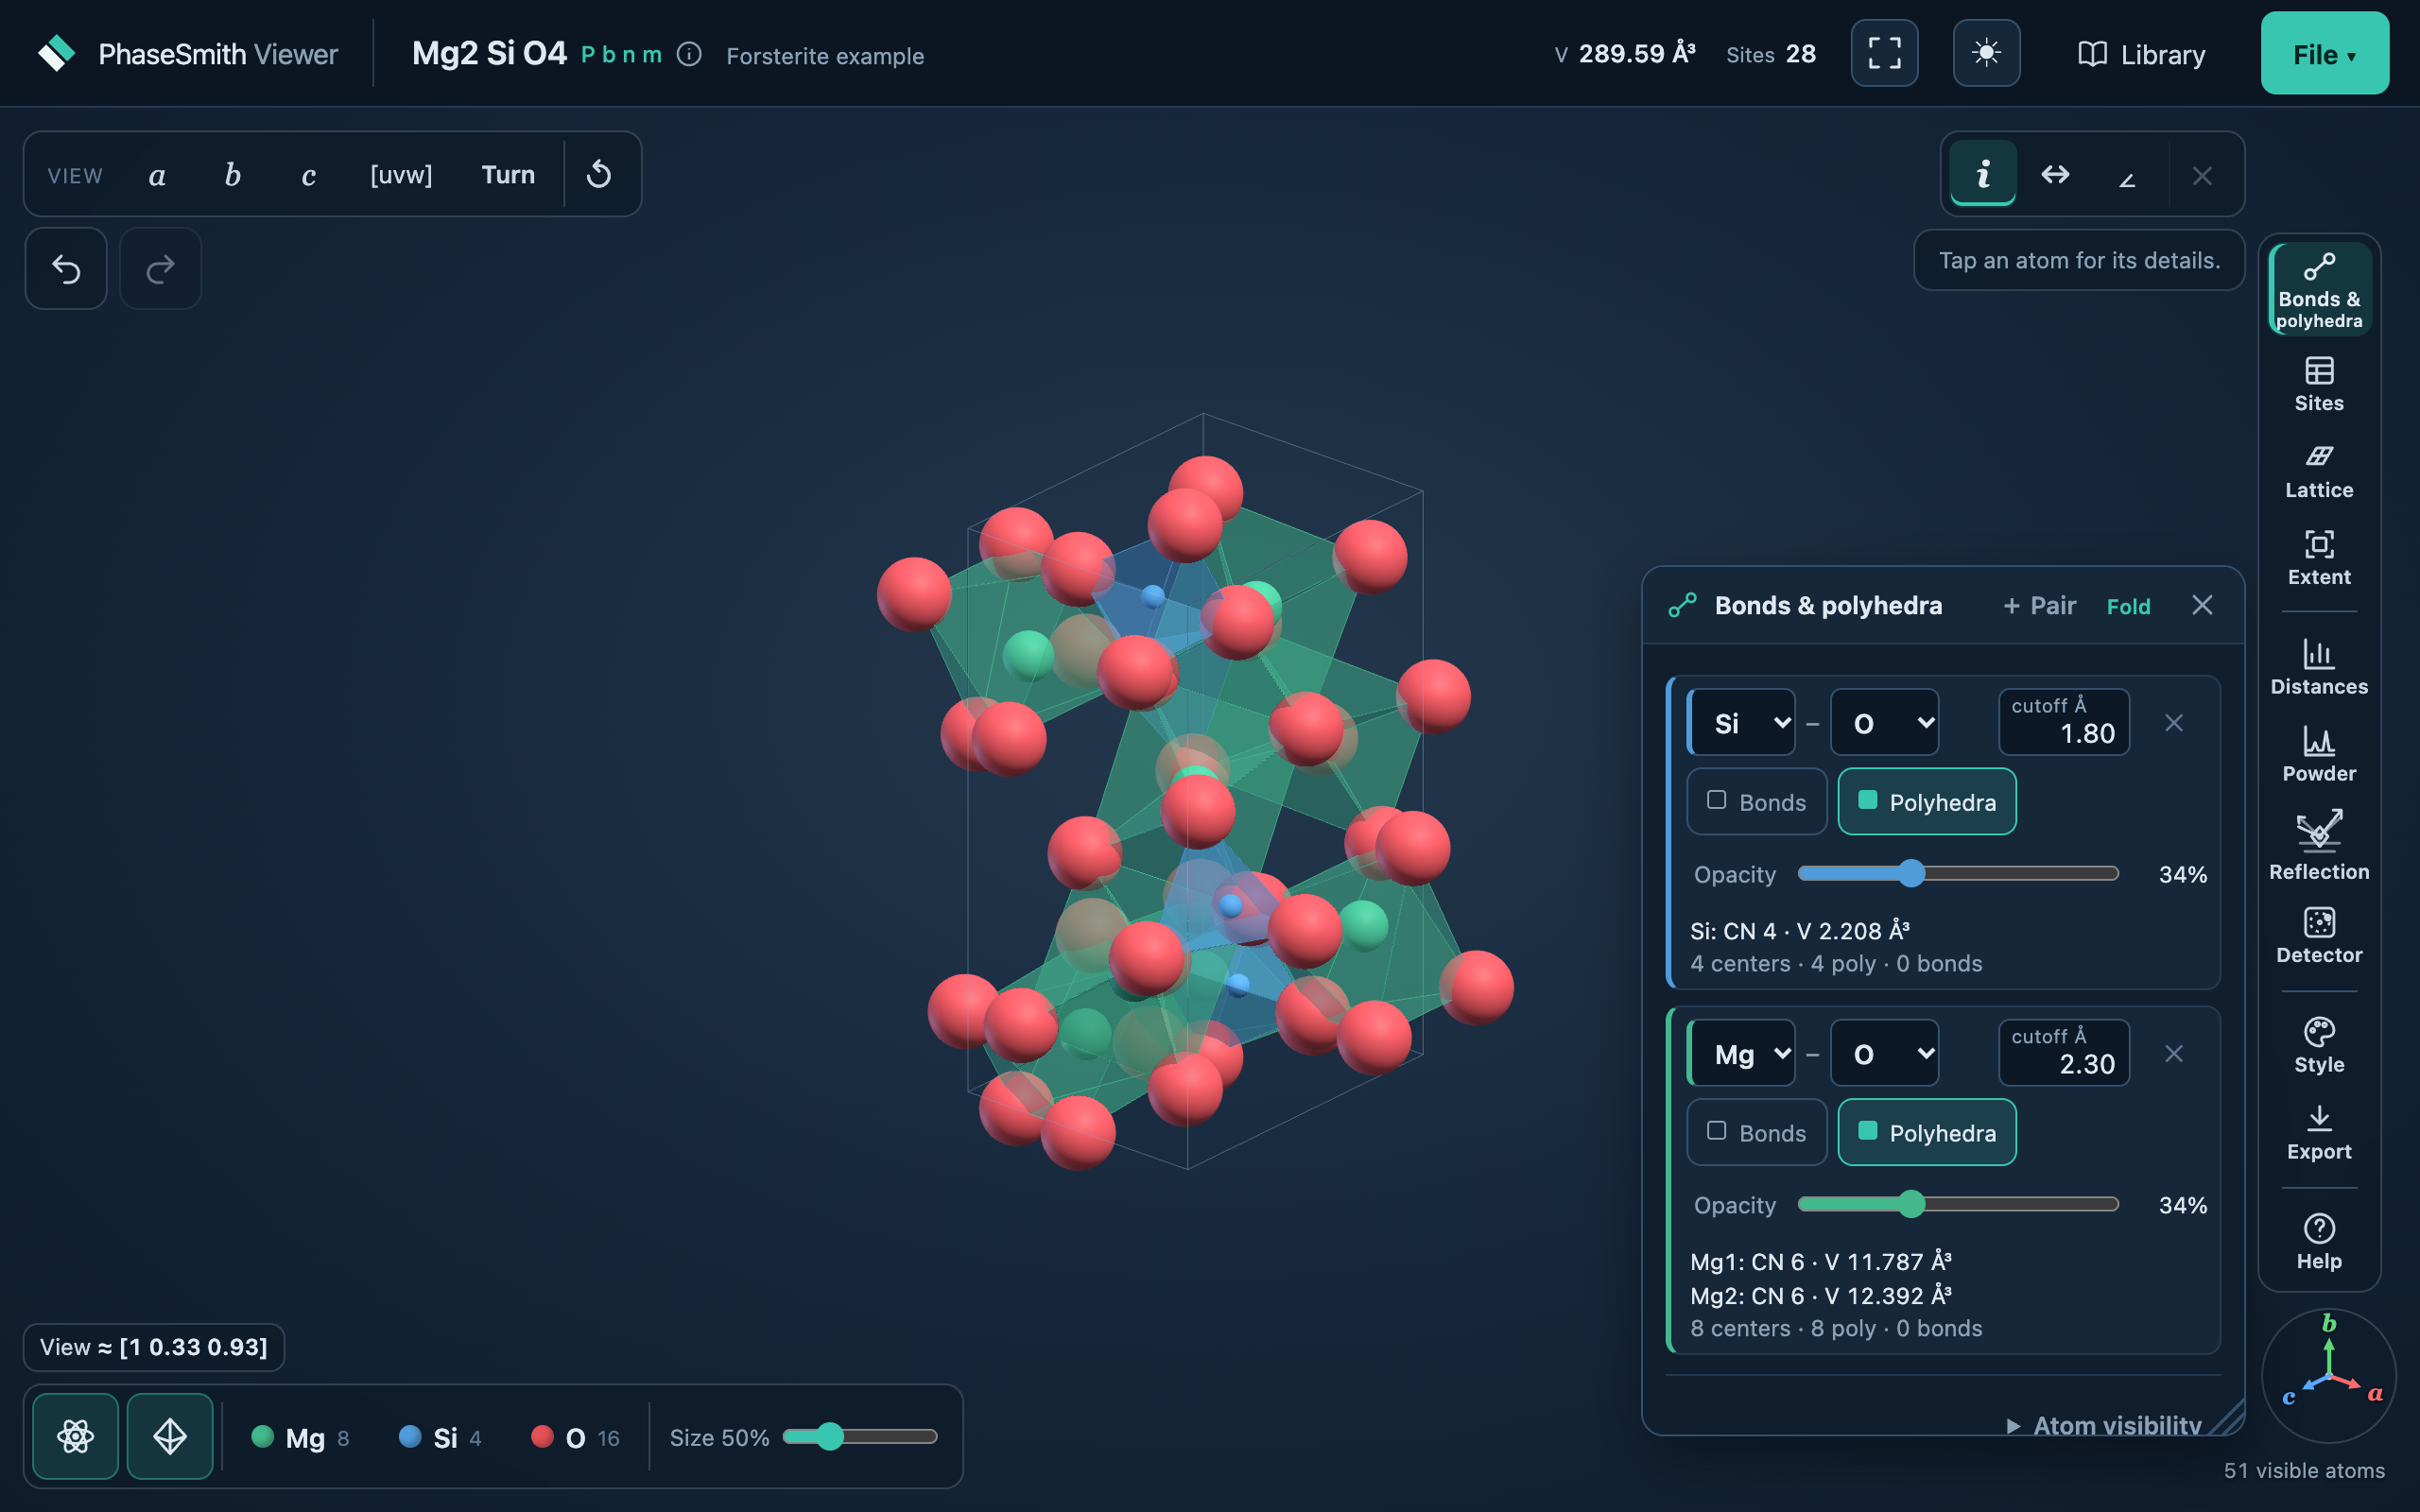 PhaseSmith Viewer
Mg2 Si O4 P b n m i Forsterite example
V 289.59 Å³ Sites 28
Library
File ▾
VIEW a b c [uvw] Turn
i
Tap an atom for its details.
Bonds &
polyhedra
Sites
Lattice
Extent
Distances
Powder
Reflection
Detector
Style
Export
Help
Bonds & polyhedra + Pair Fold
Si – O cutoff Å 1.80
Bonds Polyhedra
Opacity 34%
Si: CN 4 · V 2.208 Å³
4 centers · 4 poly · 0 bonds
Mg – O cutoff Å 2.30
Bonds Polyhedra
Opacity 34%
Mg1: CN 6 · V 11.787 Å³
Mg2: CN 6 · V 12.392 Å³
8 centers · 8 poly · 0 bonds
▶ Atom visibility
View ≈ [1 0.33 0.93]
Mg 8 Si 4 O 16 Size 50%
b
c a
51 visible atoms